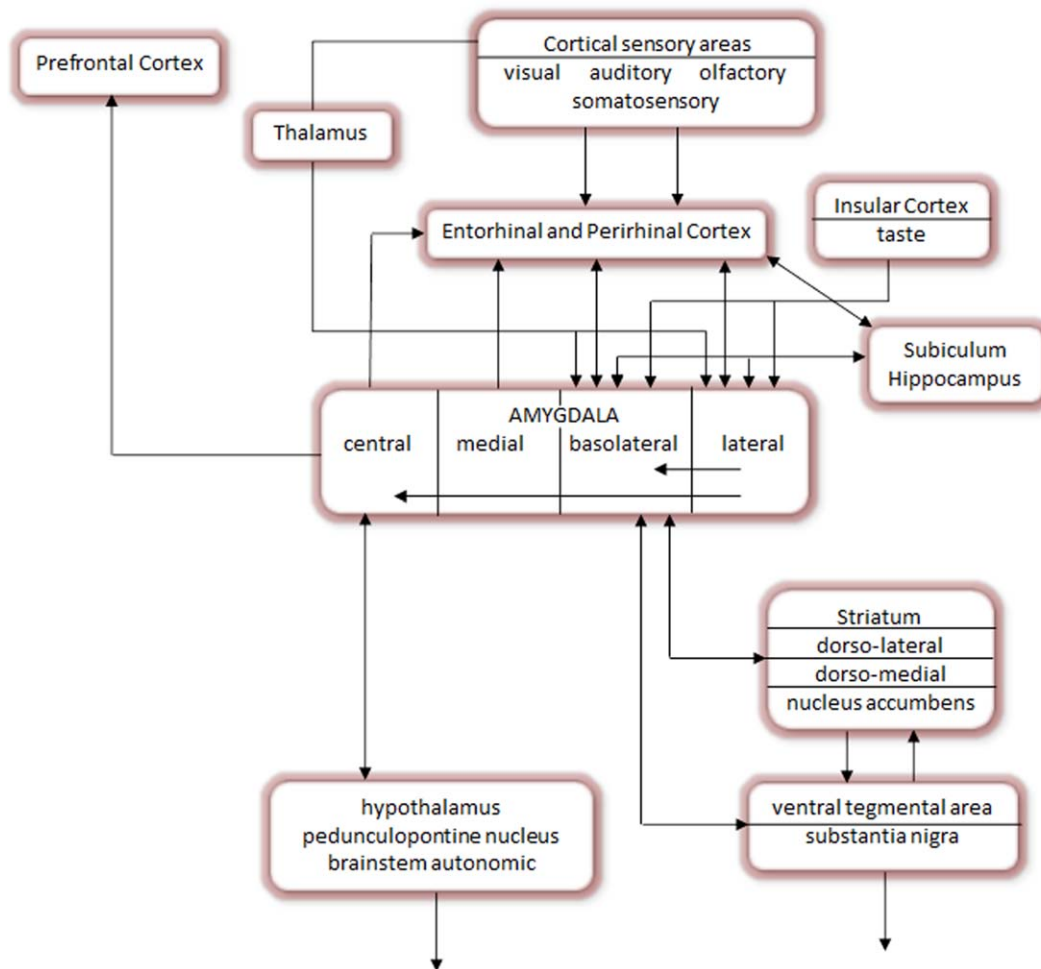 Cortical sensory areas
visual auditory olfactory
somatosensory
Prefrontal Cortex
Thalamus
Insular Cortex
taste
Entorhinal and Perirhinal Cortex
Subiculum
Hippocampus
AMYGDALA
central medial basolateral lateral
Striatum
dorso-lateral
dorso-medial
nucleus accumbens
hypothalamus
pedunculopontine nucleus
brainstem autonomic
ventral tegmental area
substantia nigra